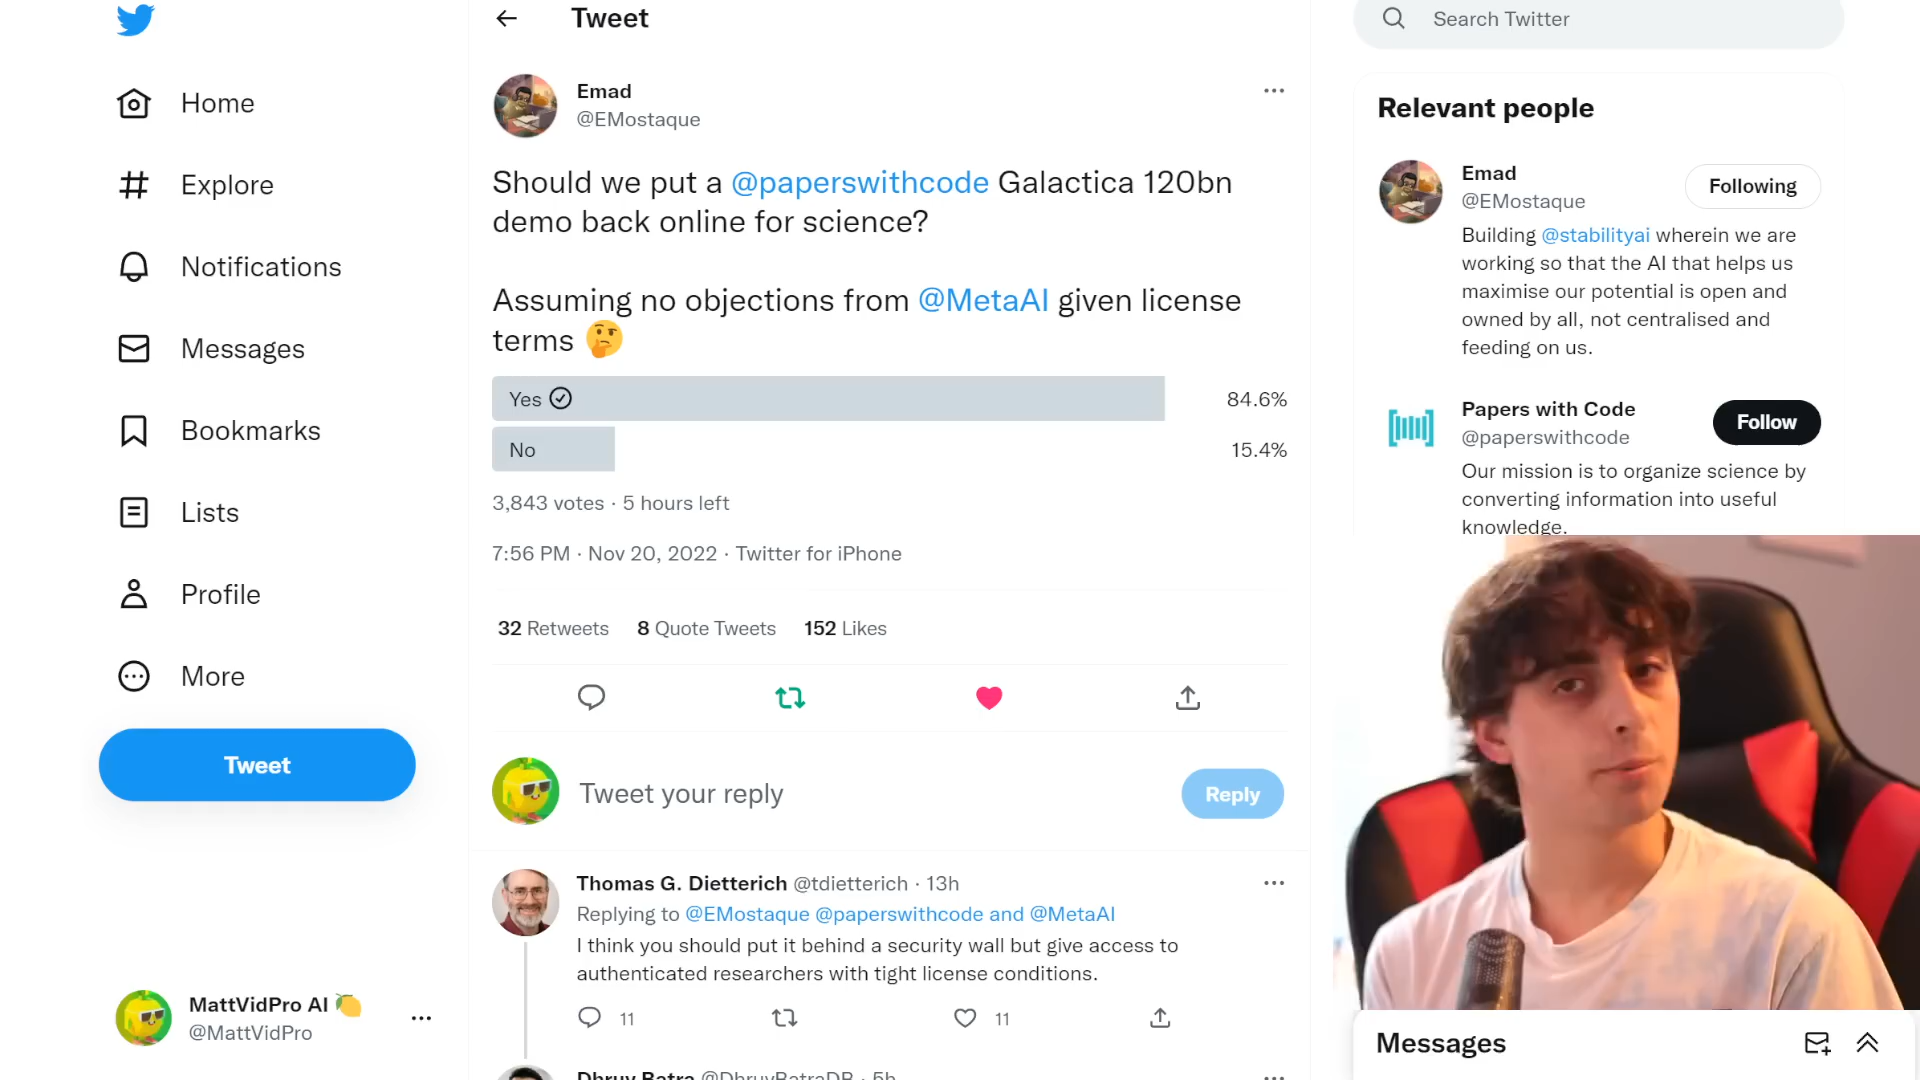 Home
Explore
Notifications
Messages
Bookmarks
Lists
Profile
More
Tweet
MattVidPro AI
@MattVidPro
Tweet
Emad
@EMostaque
Should we put a @paperswithcode Galactica 120bn
demo back online for science?
Assuming no objections from @MetaAI given license
terms 🤔
Yes 84.6%
No 15.4%
3,843 votes · 5 hours left
7:56 PM · Nov 20, 2022 · Twitter for iPhone
32 Retweets 8 Quote Tweets 152 Likes
Tweet your reply
Reply
Thomas G. Dietterich @tdietterich · 13h
Replying to @EMostaque @paperswithcode and @MetaAI
I think you should put it behind a security wall but give access to
authenticated researchers with tight license conditions.
11 11
Dhruv Batra @DhruvBatraDB · 5h
Search Twitter
Relevant people
Emad
@EMostaque
Following
Building @stabilityai wherein we are
working so that the AI that helps us
maximise our potential is open and
owned by all, not centralised and
feeding on us.
Papers with Code
@paperswithcode
Follow
Our mission is to organize science by
converting information into useful
knowledge.
Messages